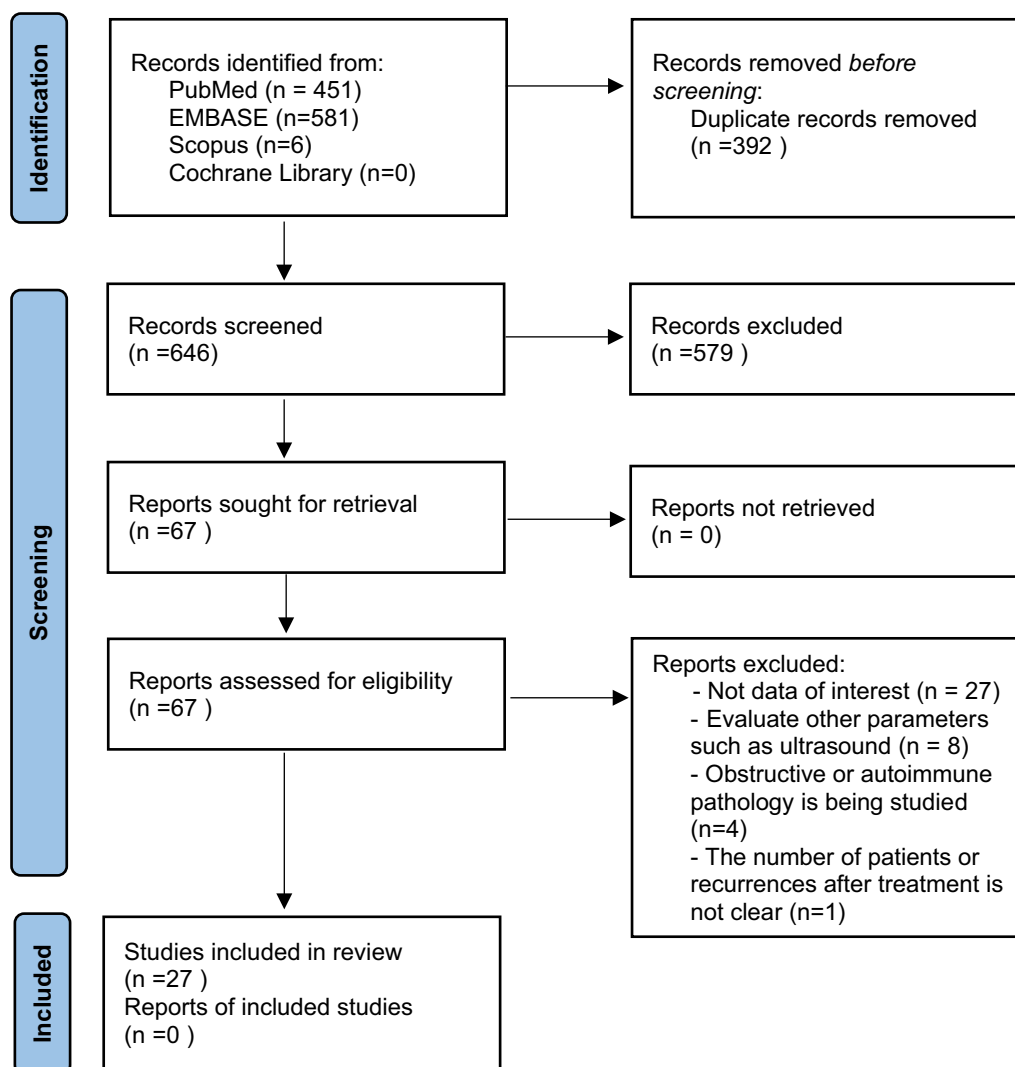 Identification
Records identified from:
PubMed (n = 451)
EMBASE (n=581)
Scopus (n=6)
Cochrane Library (n=0)
Records removed before
screening:
Duplicate records removed
(n =392 )
Screening
Records screened
(n =646)
Records excluded
(n =579 )
Reports sought for retrieval
(n =67 )
Reports not retrieved
(n = 0)
Reports assessed for eligibility
(n =67 )
Reports excluded:
- Not data of interest (n = 27)
- Evaluate other parameters
such as ultrasound (n = 8)
- Obstructive or autoimmune
pathology is being studied
(n=4)
- The number of patients or
recurrences after treatment is
not clear (n=1)
Included
Studies included in review
(n =27 )
Reports of included studies
(n =0 )